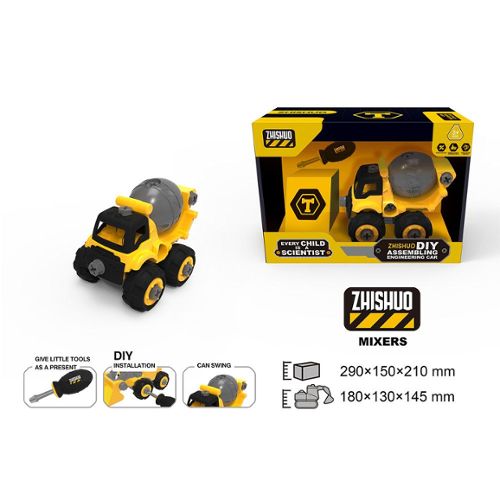 ZHISHUO
EVERY CHILD
IS A
SCIENTIST
ZHISHUO DIY
ASSEMBLING
ENGINEERING CAR
ZHISHUO
MIXERS
GIVE LITTLE TOOLS
AS A PRESENT
DIY
INSTALLATION
CAN SWING
290×150×210 mm
180×130×145 mm